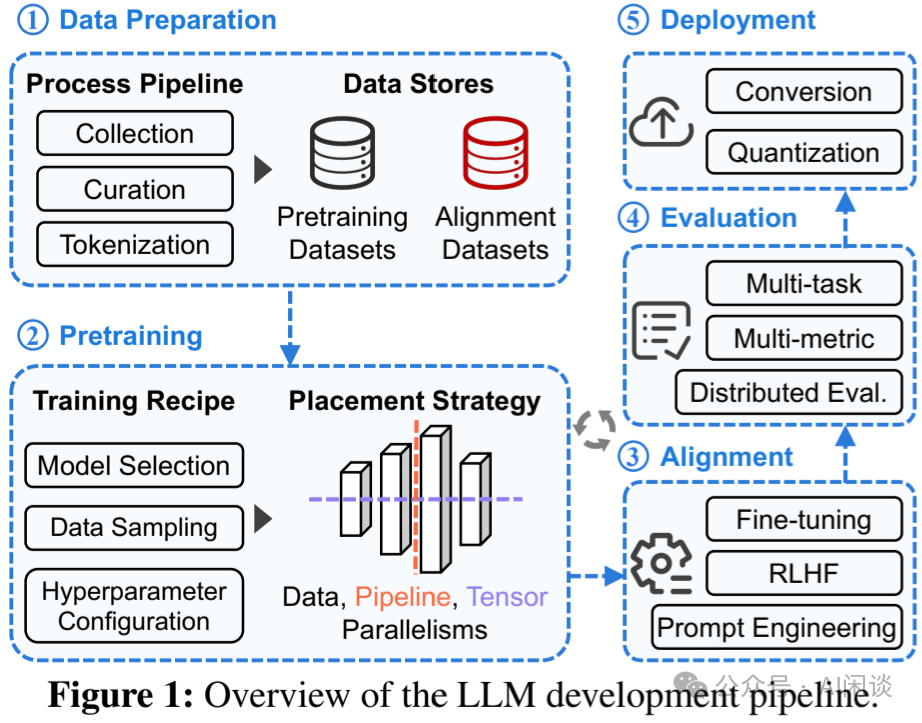 ① Data Preparation
Process Pipeline
Collection
Curation
Tokenization
Data Stores
Pretraining
Datasets
Alignment
Datasets
② Pretraining
Training Recipe
Model Selection
Data Sampling
Hyperparameter
Configuration
Placement Strategy
Data, Pipeline, Tensor
Parallelisms
③ Alignment
Fine-tuning
RLHF
Prompt Engineering
④ Evaluation
Multi-task
Multi-metric
Distributed Eval.
⑤ Deployment
Conversion
Quantization
Figure 1: Overview of the LLM development pipeline.
公众号 · AI闲谈